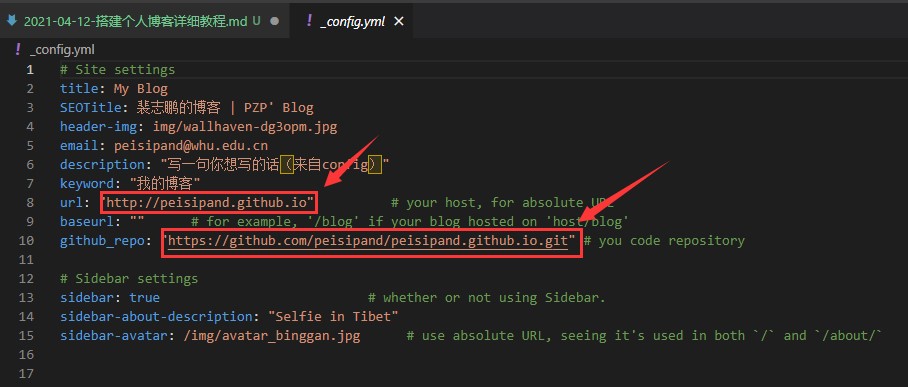 2021-04-12-搭建个人博客详细教程.md U ● ! _config.yml ×
! _config.yml
1 # Site settings
2 title: My Blog
3 SEOTitle: 裴志鹏的博客 | PZP' Blog
4 header-img: img/wallhaven-dg3opm.jpg
5 email: peisipand@whu.edu.cn
6 description: "写一句你想写的话（来自config）"
7 keyword: "我的博客"
8 url: "http://peisipand.github.io" # your host, for absolute URL
9 baseurl: "" # for example, '/blog' if your blog hosted on 'host/blog'
10 github_repo: "https://github.com/peisipand/peisipand.github.io.git" # you code repository
11
12 # Sidebar settings
13 sidebar: true # whether or not using Sidebar.
14 sidebar-about-description: "Selfie in Tibet"
15 sidebar-avatar: /img/avatar_binggan.jpg # use absolute URL, seeing it's used in both `/` and `/about/`
16
17